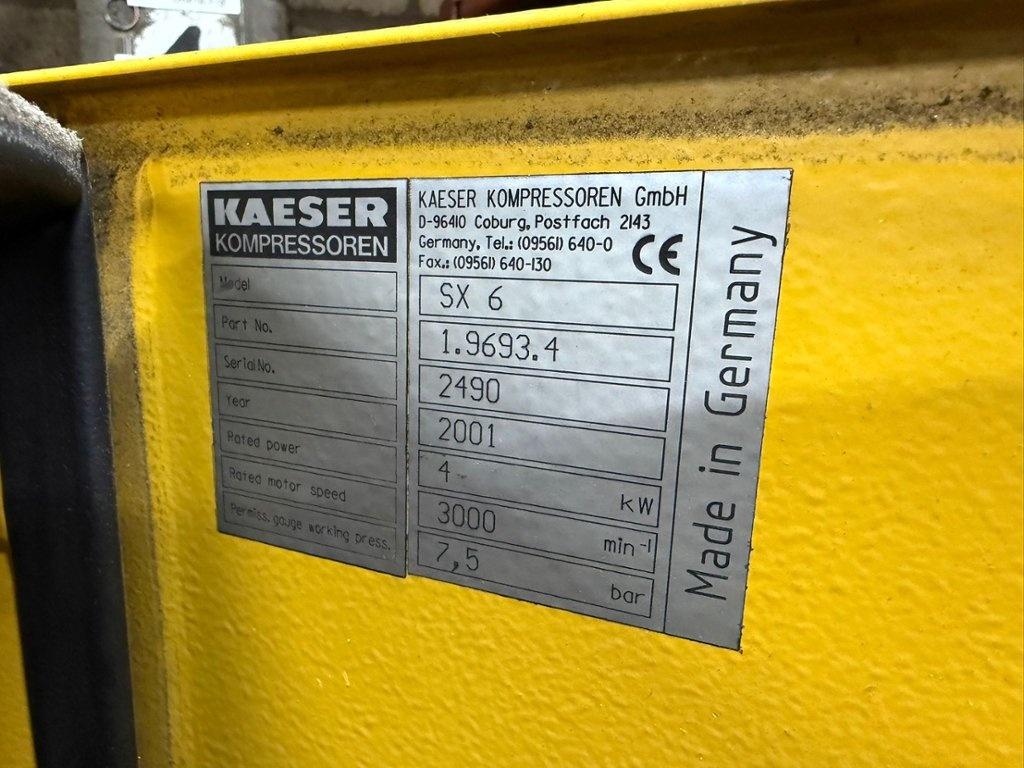 KAESER
KOMPRESSOREN
KAESER KOMPRESSOREN GmbH
D-96410 Coburg, Postfach 2143
Germany, Tel.: (09561) 640-0
Fax.: (09561) 640-130
CE
Model SX 6
Part No. 1.9693.4
Serial No. 2490
Year 2001
Rated power 4 kW
Rated motor speed 3000 min-1
Permiss. gauge working press. 7,5 bar
Made in Germany